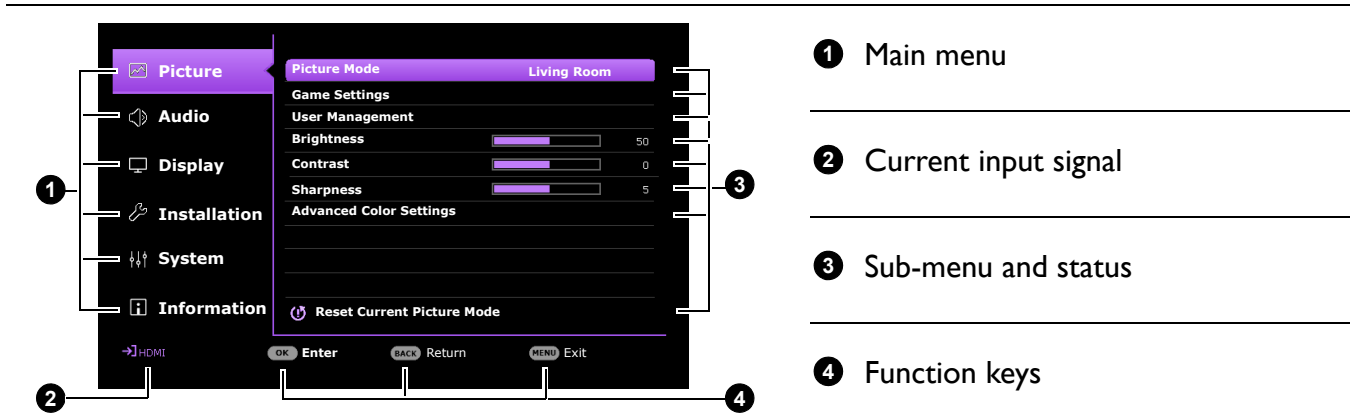 Picture
Audio
Display
Installation
System
Information
Picture Mode Living Room
Game Settings
User Management
Brightness 50
Contrast 0
Sharpness 5
Advanced Color Settings
Reset Current Picture Mode
HDMI
OK Enter
BACK Return
MENU Exit
1
2
3
4
1 Main menu
2 Current input signal
3 Sub-menu and status
4 Function keys